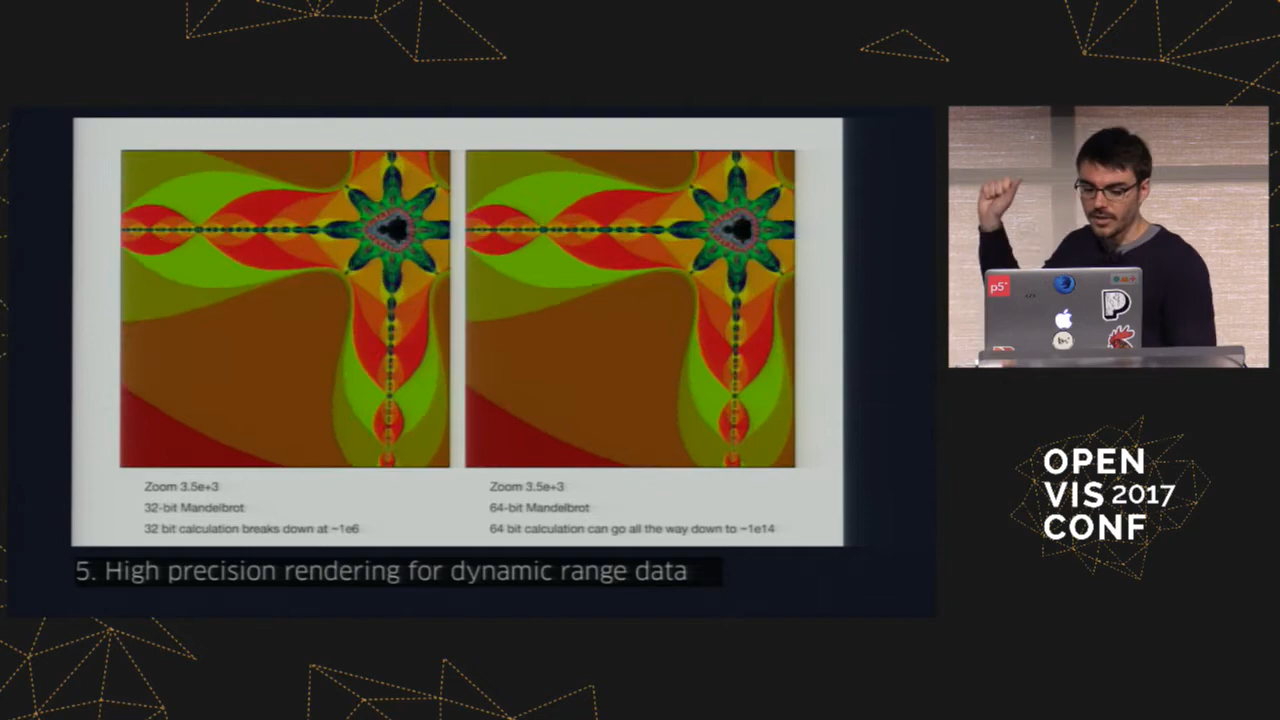 Zoom 3.5e+3
32-bit Mandelbrot
32 bit calculation breaks down at ~1e6
Zoom 3.5e+3
64-bit Mandelbrot
64 bit calculation can go all the way down to ~1e14
5. High precision rendering for dynamic range data
p5*
OPEN
VIS 2017
CONF